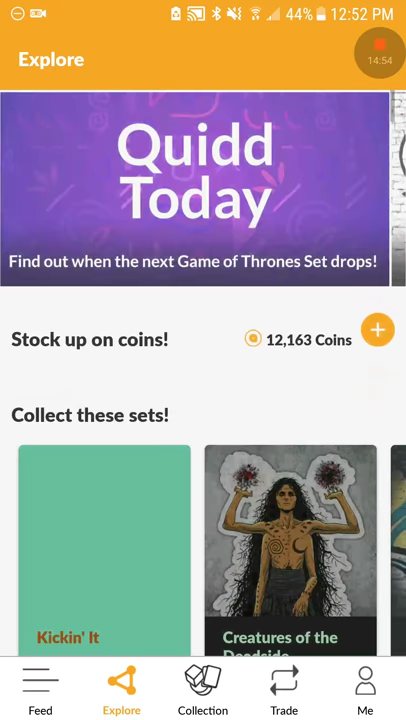 44% 12:52 PM
Explore
14:54
Quidd
Today
Find out when the next Game of Thrones Set drops!
Stock up on coins!
12,163 Coins
Collect these sets!
Kickin' It
Creatures of the
Deadside
Feed
Explore
Collection
Trade
Me